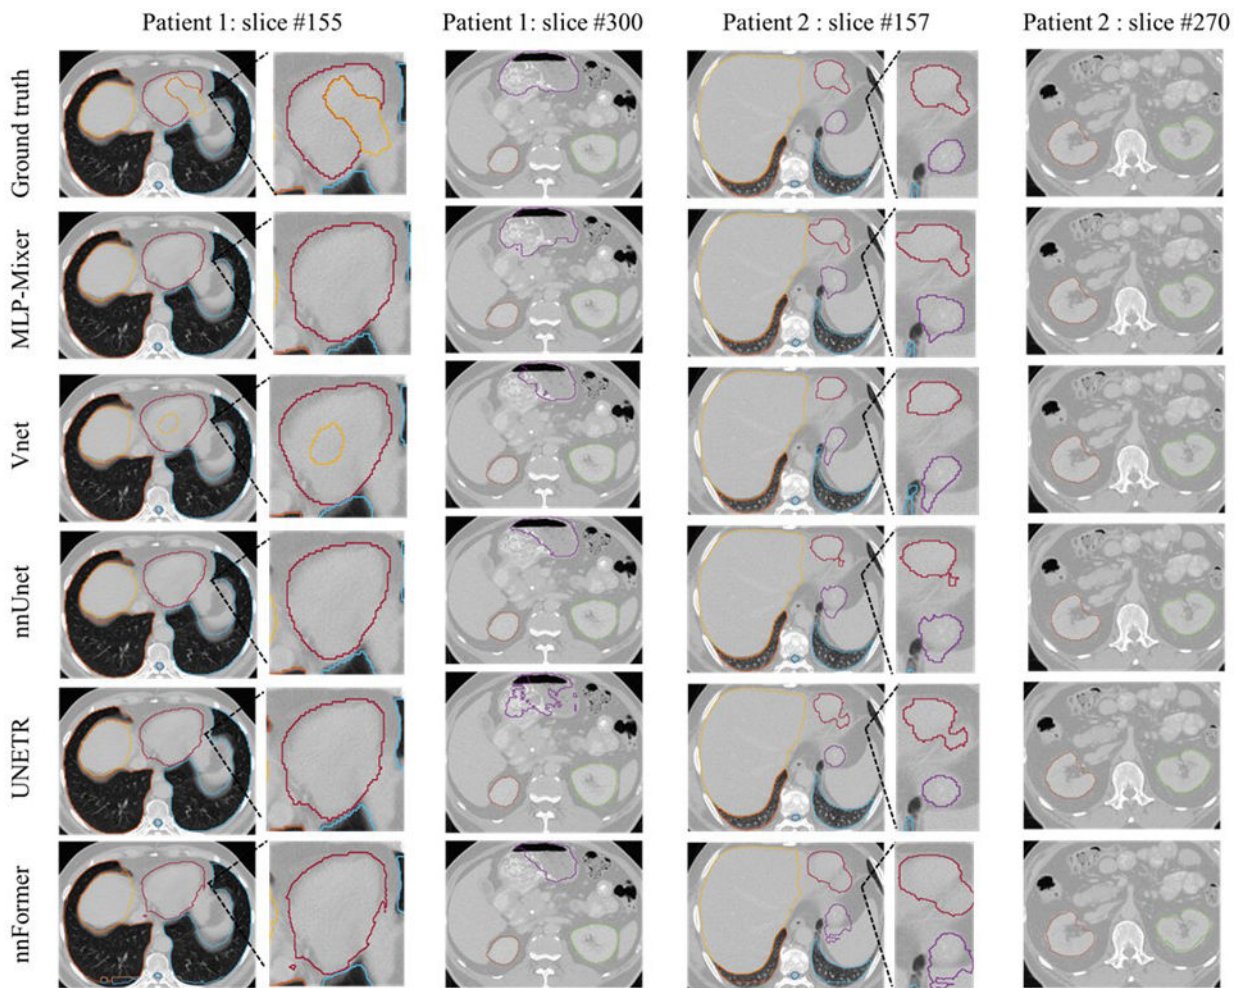 Patient 1: slice #155
Patient 1: slice #300
Patient 2 : slice #157
Patient 2 : slice #270
Ground truth
MLP-Mixer
Vnet
nnUnet
UNETR
nnFormer